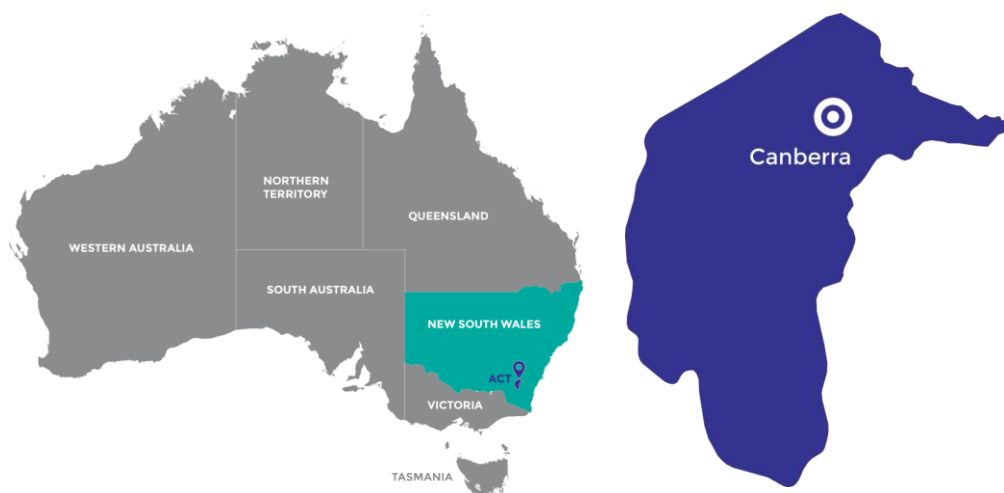 NORTHERN
TERRITORY
QUEENSLAND
WESTERN AUSTRALIA
SOUTH AUSTRALIA
NEW SOUTH WALES
ACT
VICTORIA
TASMANIA
Canberra